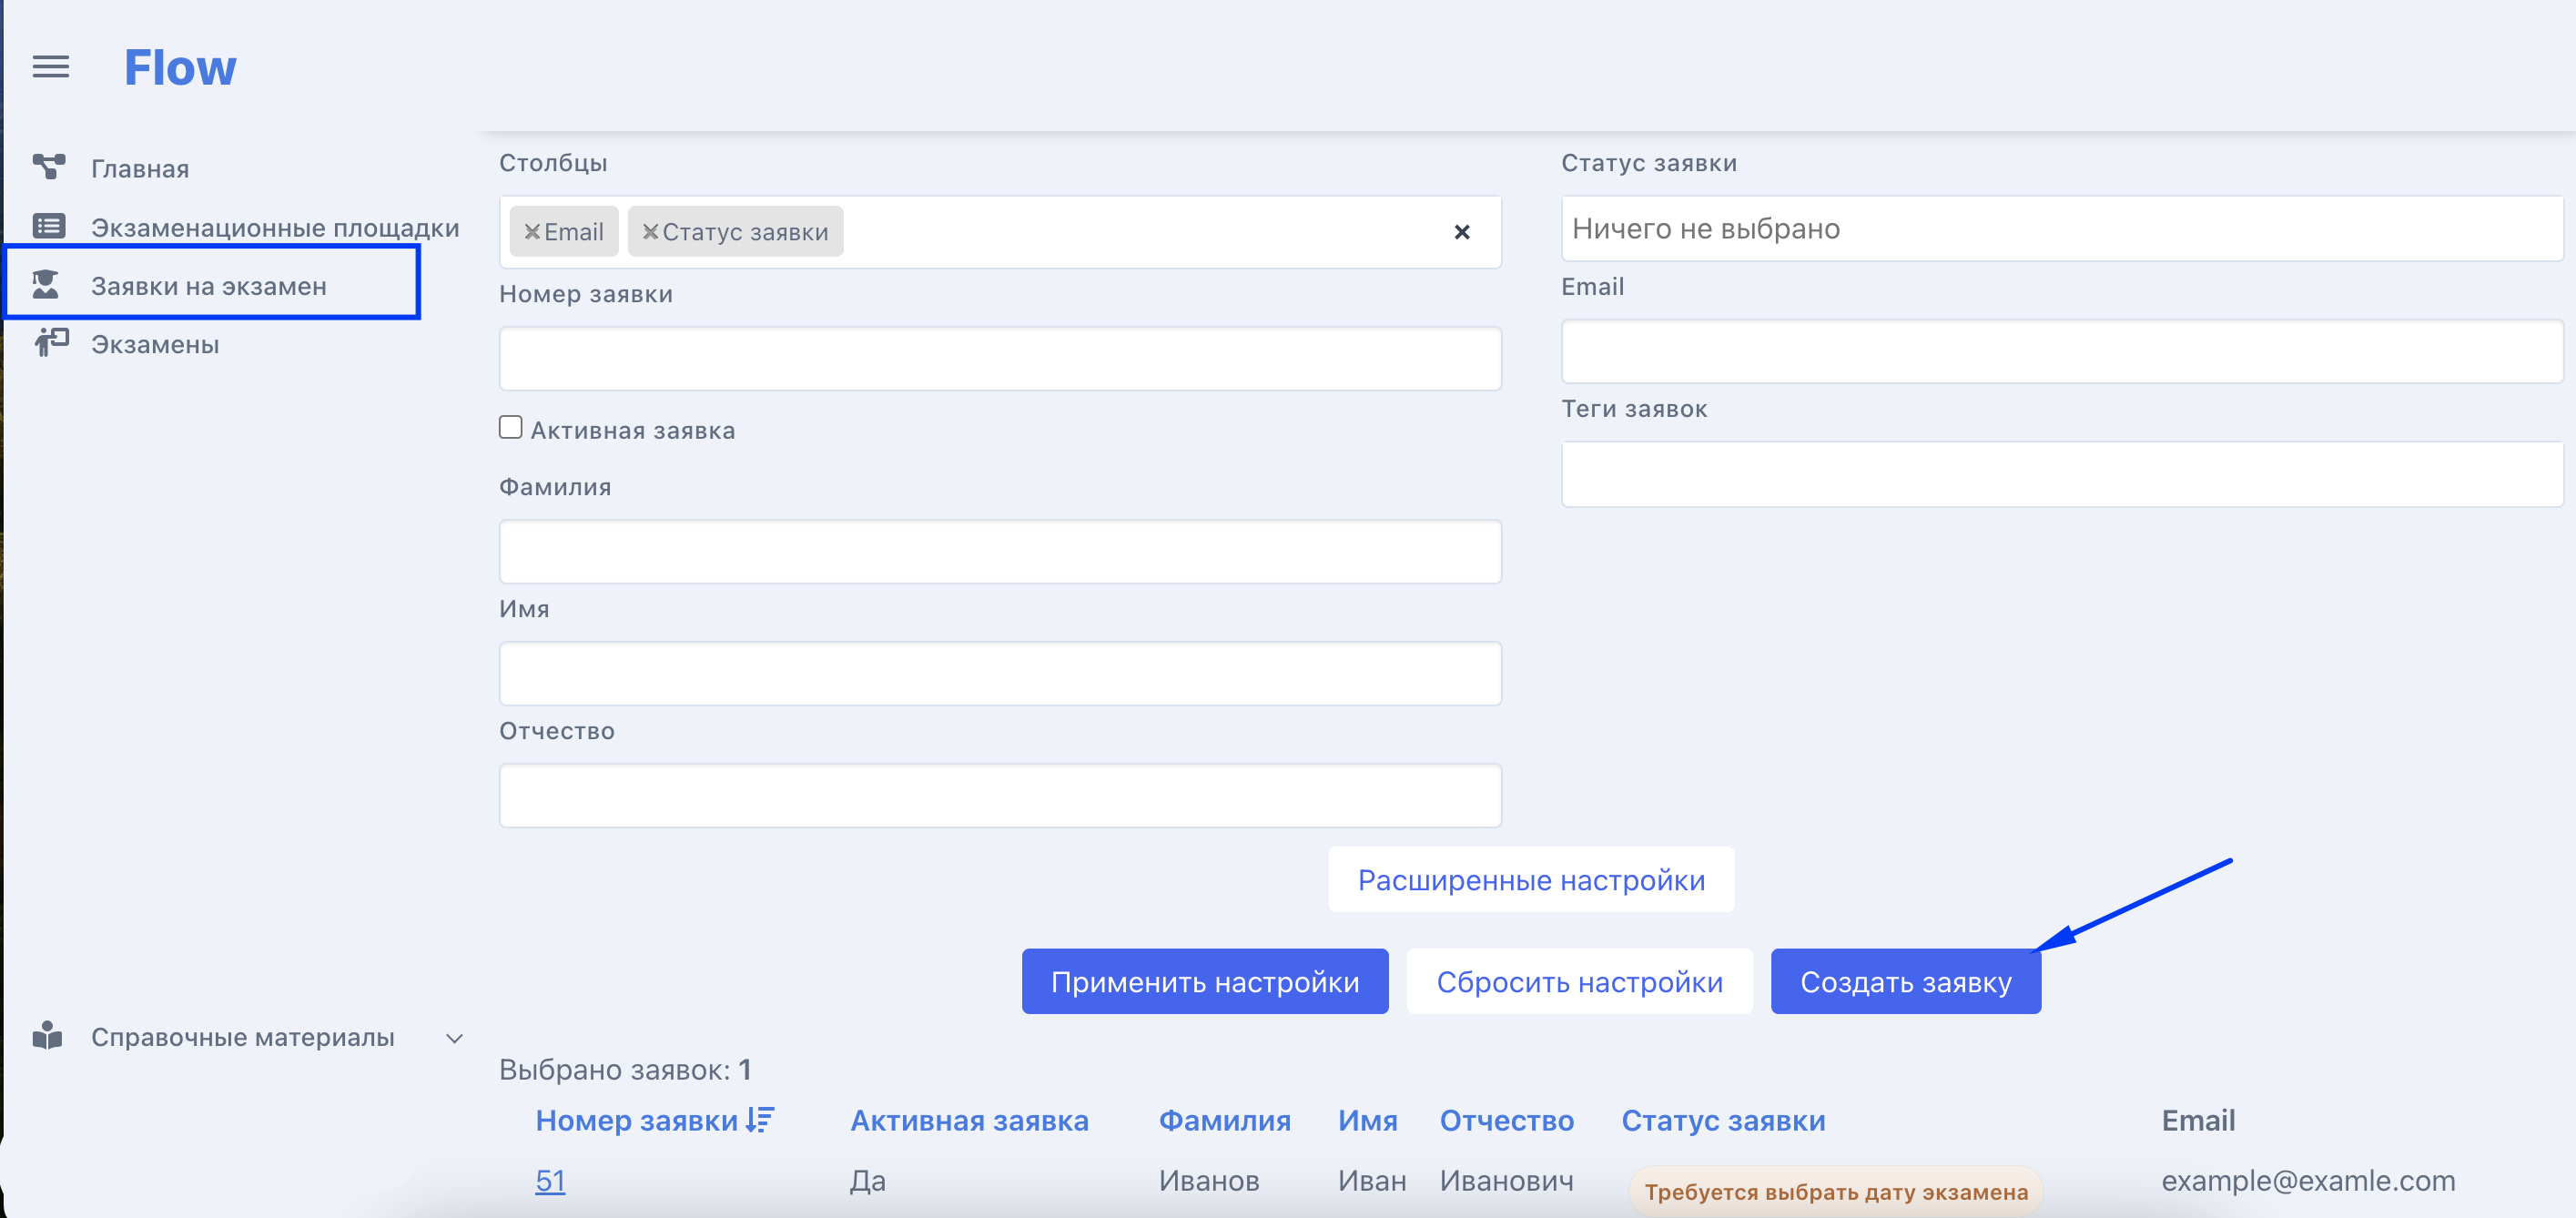 Flow
Главная
Экзаменационные площадки
Заявки на экзамен
Экзамены
Справочные материалы
Столбцы
Email
Статус заявки
Номер заявки
Активная заявка
Фамилия
Имя
Отчество
Статус заявки
Ничего не выбрано
Email
Теги заявок
Расширенные настройки
Применить настройки Сбросить настройки Создать заявку
Выбрано заявок: 1
Номер заявки Активная заявка Фамилия Имя Отчество Статус заявки Email
51 Да Иванов Иван Иванович Требуется выбрать дату экзамена example@examle.com